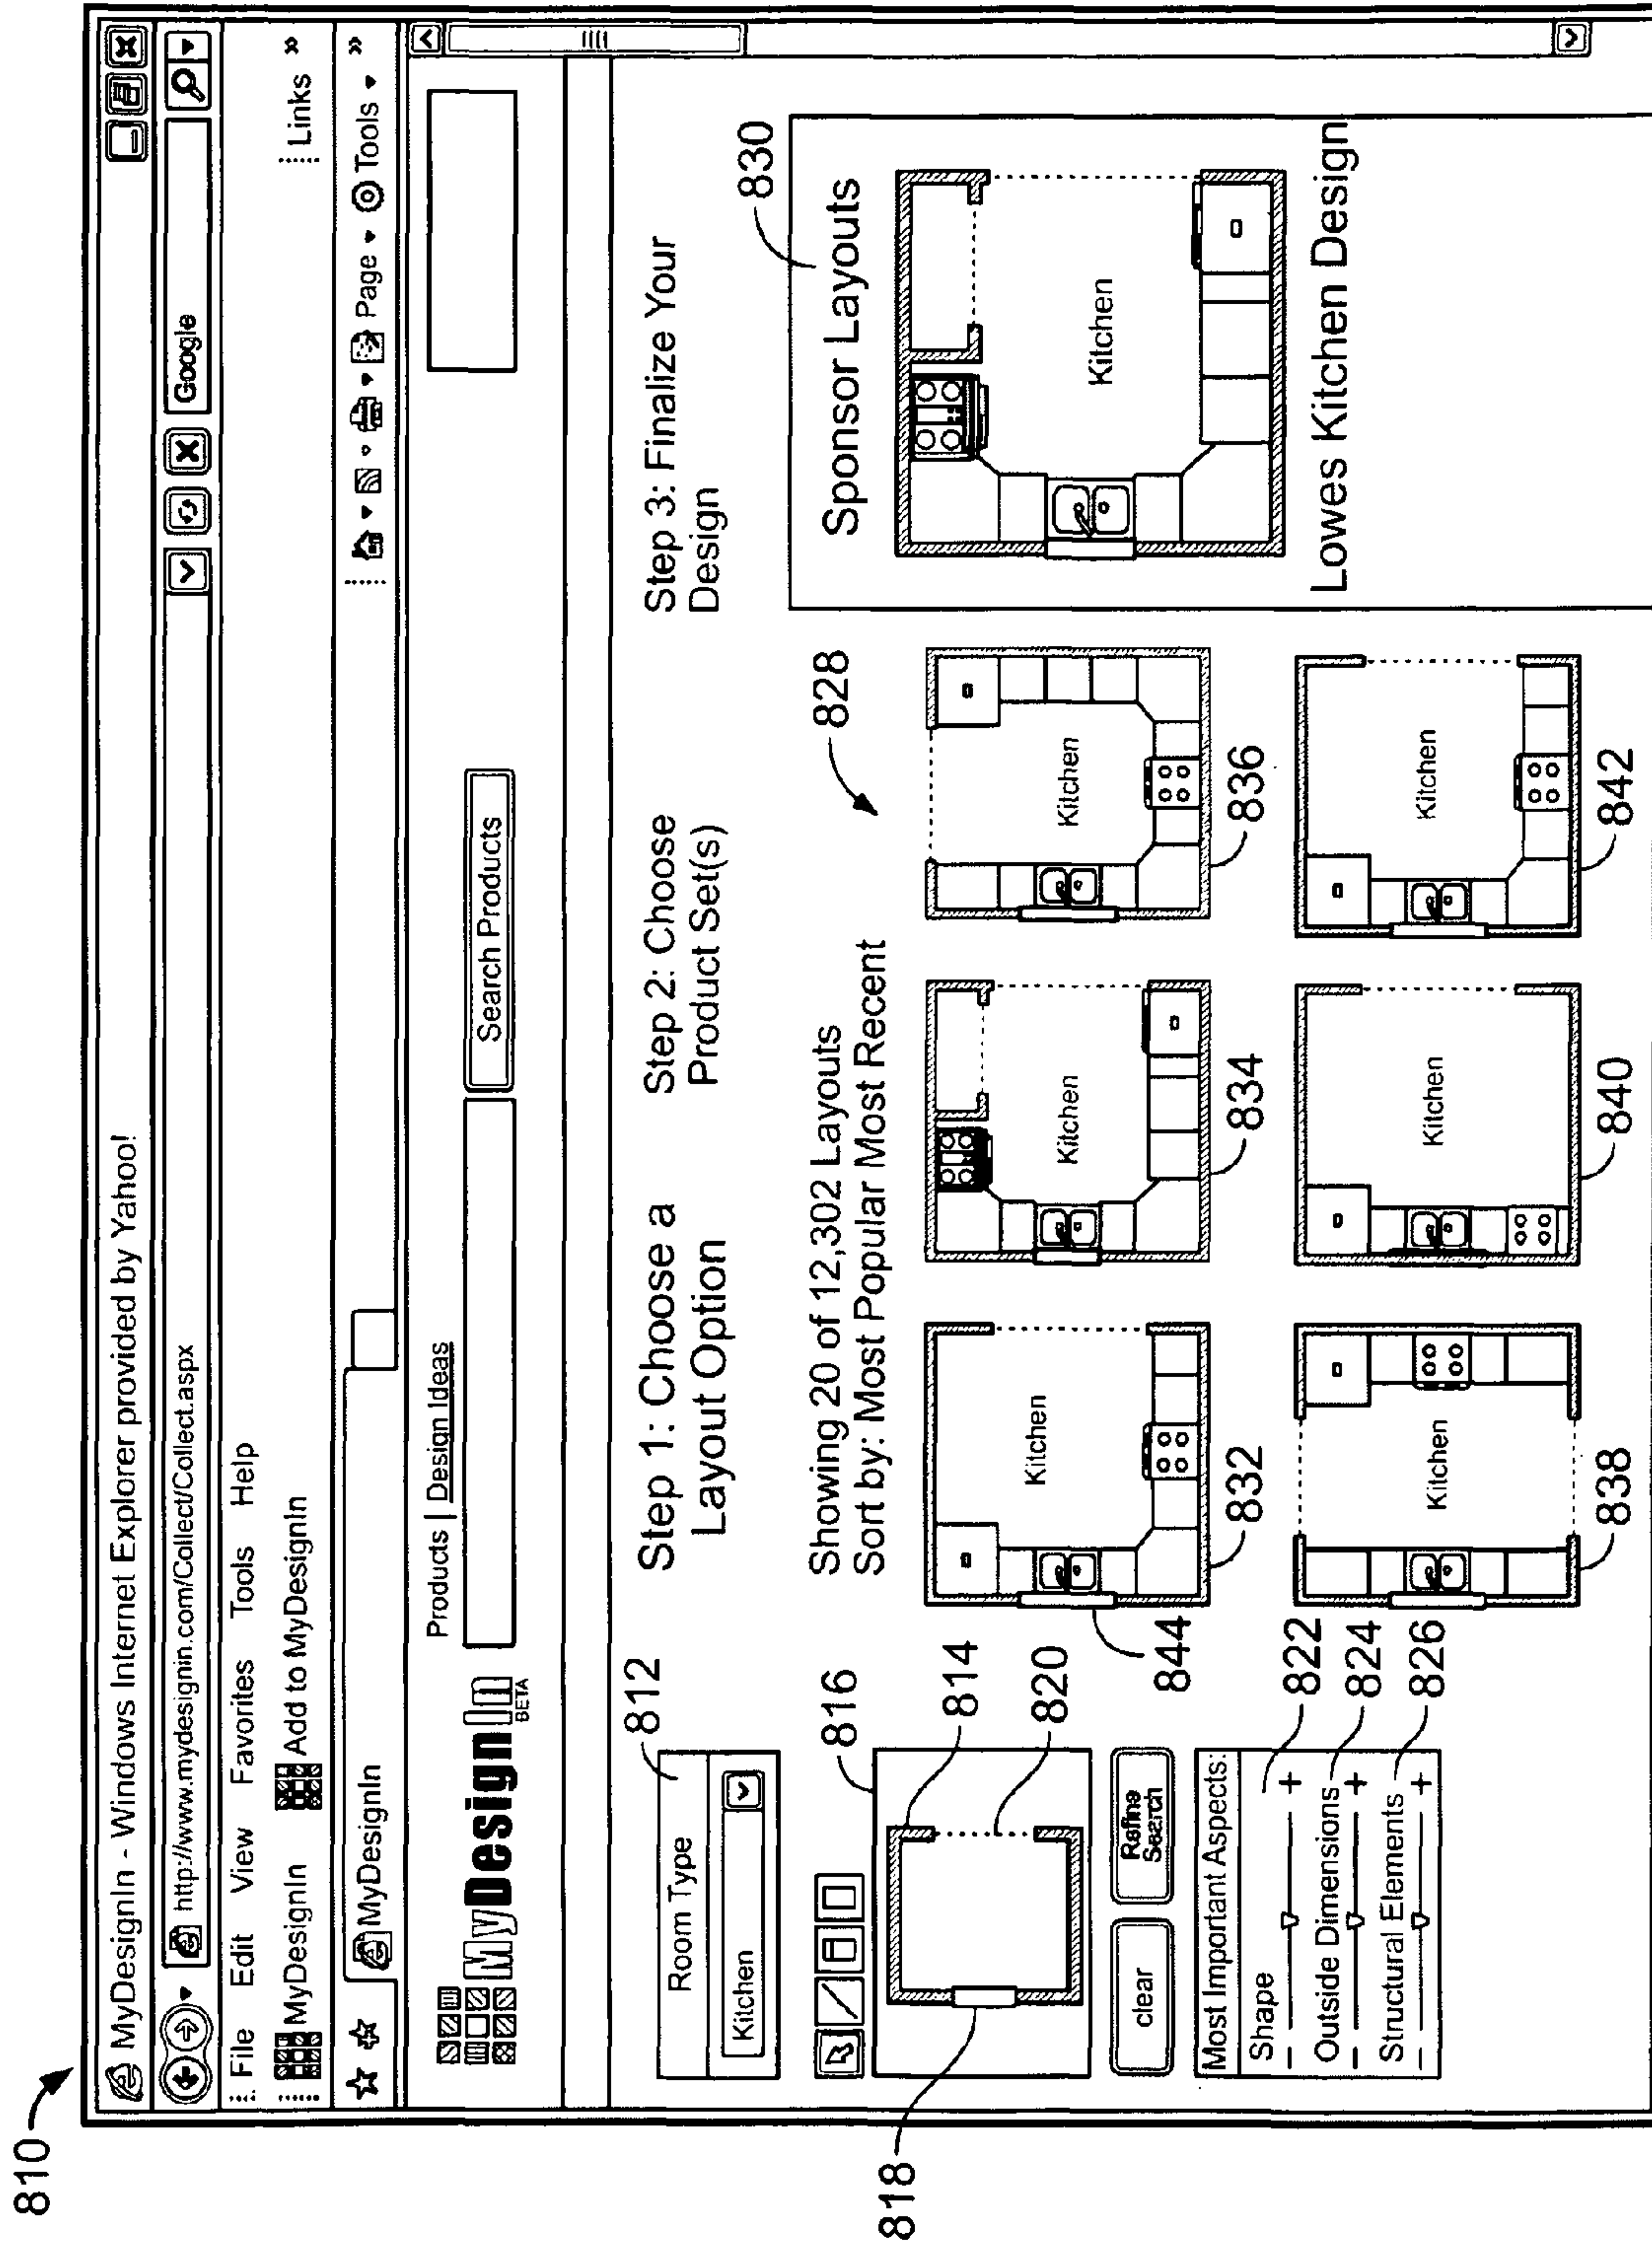 810
MyDesignIn - Windows Internet Explorer provided by Yahoo!
http://www.mydesignin.com/Collect/Collect.aspx
Google
File Edit View Favorites Tools Help
MyDesignIn Add to MyDesignIn Links »
MyDesignIn Page Tools »
MyDesignIn
BETA
Products | Design Ideas
Search Products
812
Room Type
Kitchen
Step 1: Choose a
Layout Option
Step 2: Choose
Product Set(s)
Step 3: Finalize Your
Design
816
814
820
818
clear
Refine
Search
Most Important Aspects:
Shape
822
– +
Outside Dimensions
824
– +
Structural Elements
826
– +
Showing 20 of 12,302 Layouts
Sort by: Most Popular Most Recent
828
Kitchen
844
832
Kitchen
834
Kitchen
836
Kitchen
838
Kitchen
840
Kitchen
842
830
Sponsor Layouts
Kitchen
Lowes Kitchen Design